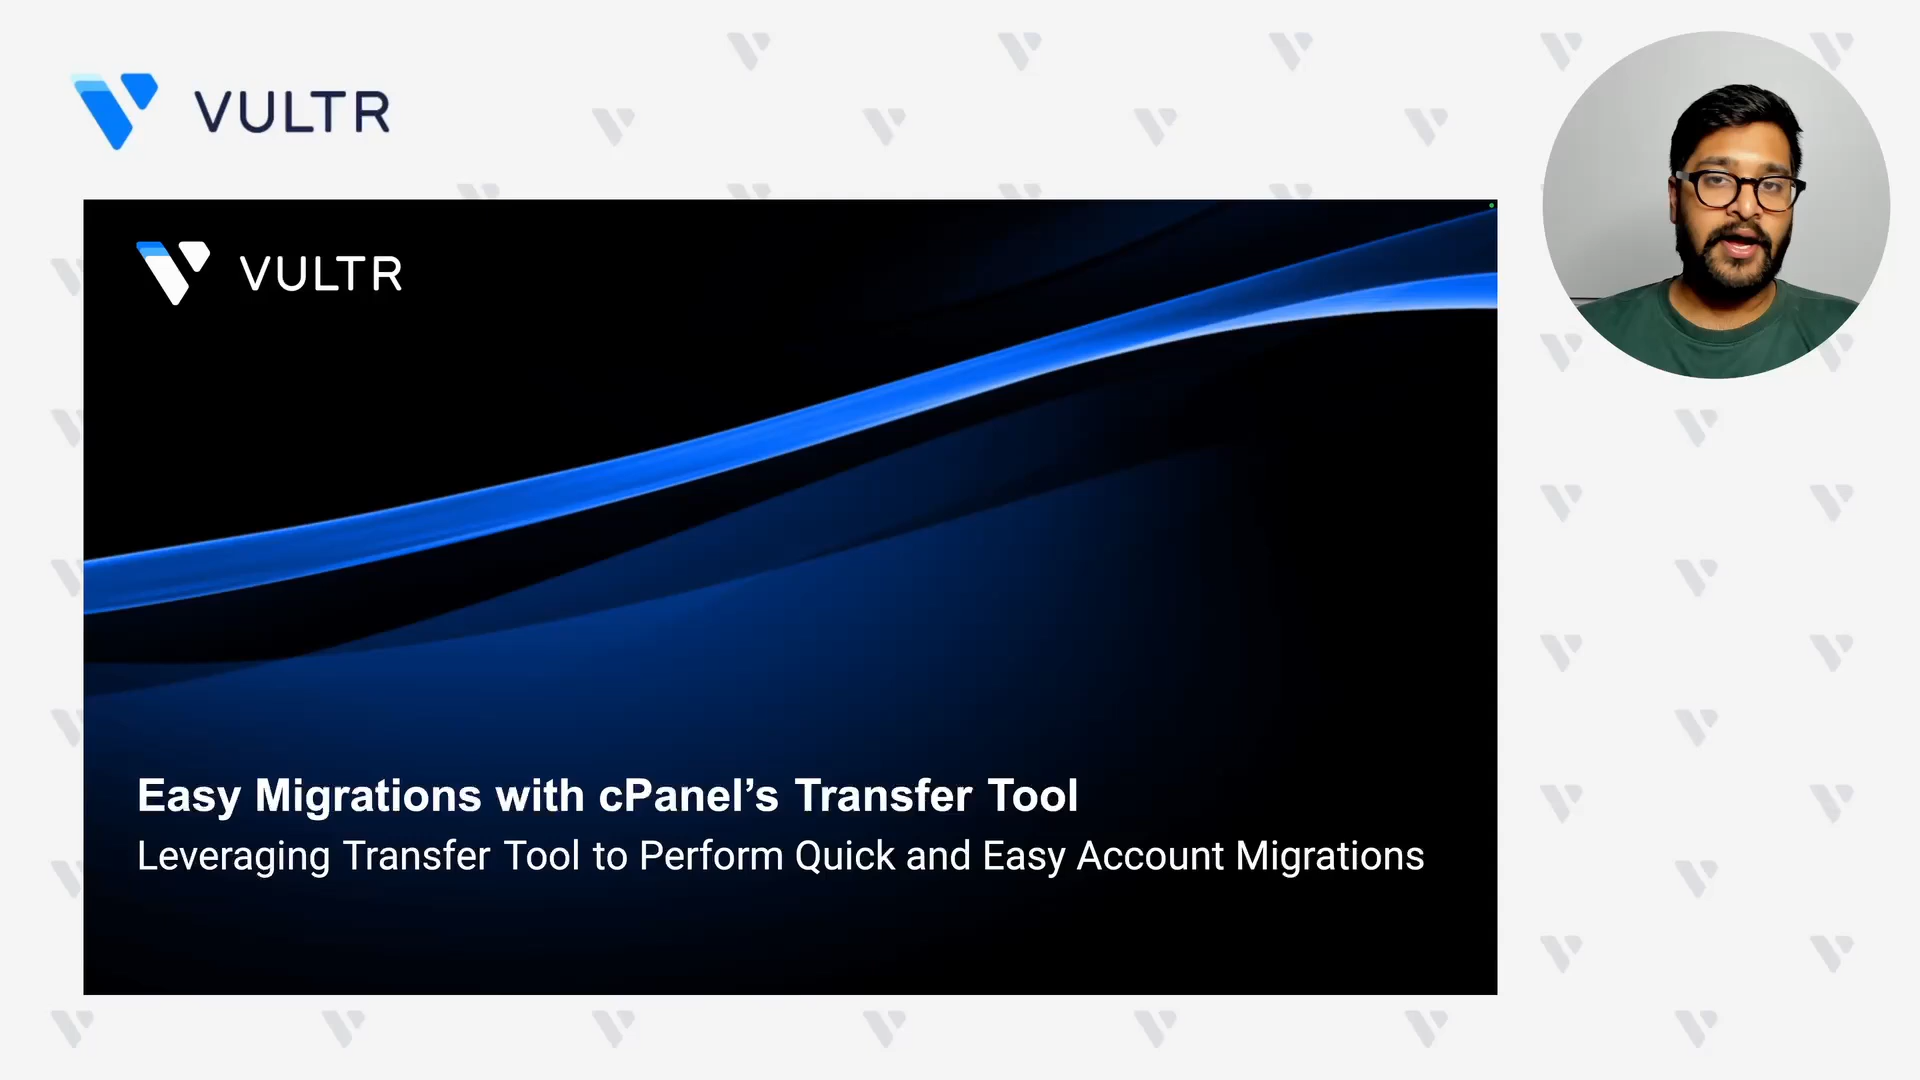 VULTR
VULTR
Easy Migrations with cPanel’s Transfer Tool
Leveraging Transfer Tool to Perform Quick and Easy Account Migrations